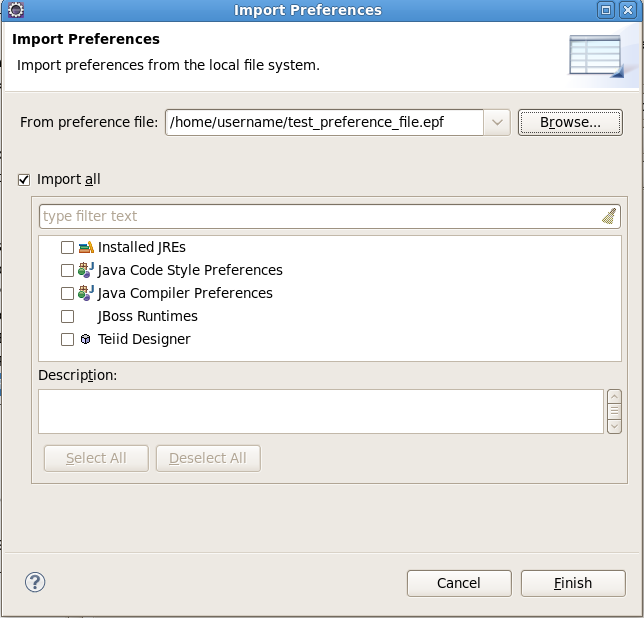 Import Preferences
Import Preferences
Import preferences from the local file system.
From preference file: /home/username/test_preference_file.epf Browse...
Import all
type filter text
Installed JREs
Java Code Style Preferences
Java Compiler Preferences
JBoss Runtimes
Teiid Designer
Description:
Select All Deselect All
? Cancel Finish